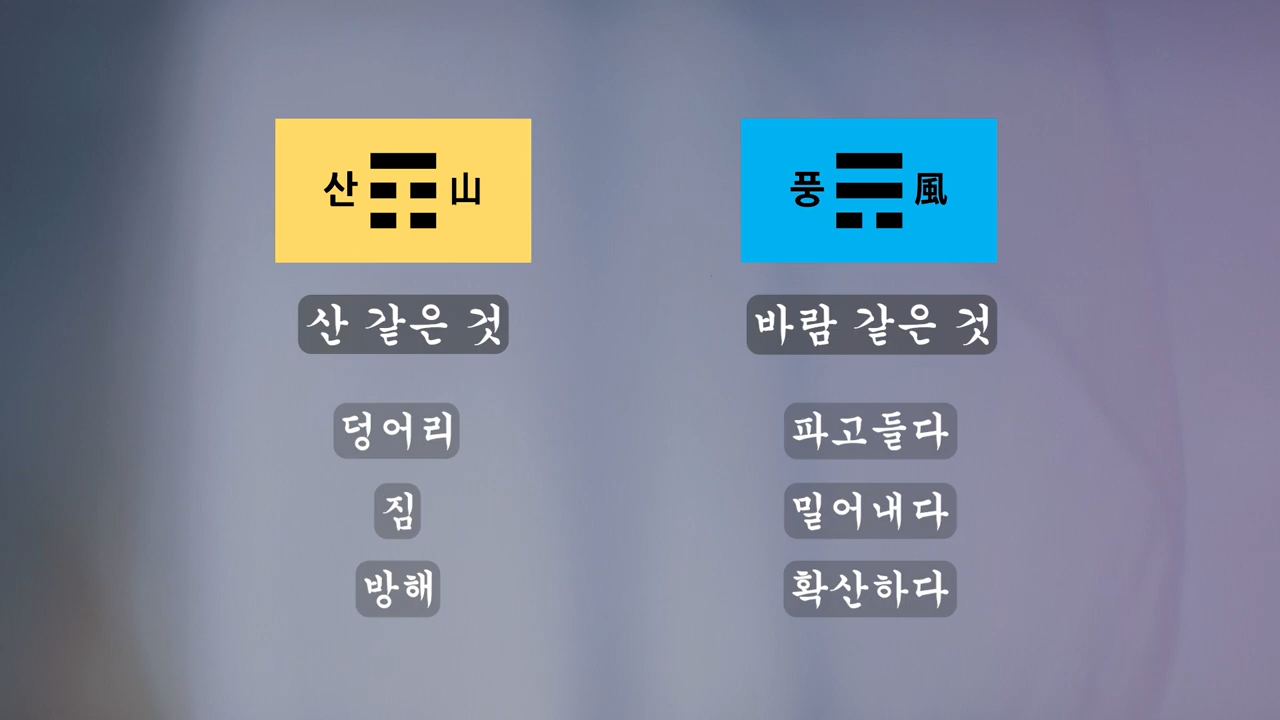 산 ☶ 山
산 같은 것
덩어리
짐
방해
풍 ☴ 風
바람 같은 것
파고들다
밀어내다
확산하다